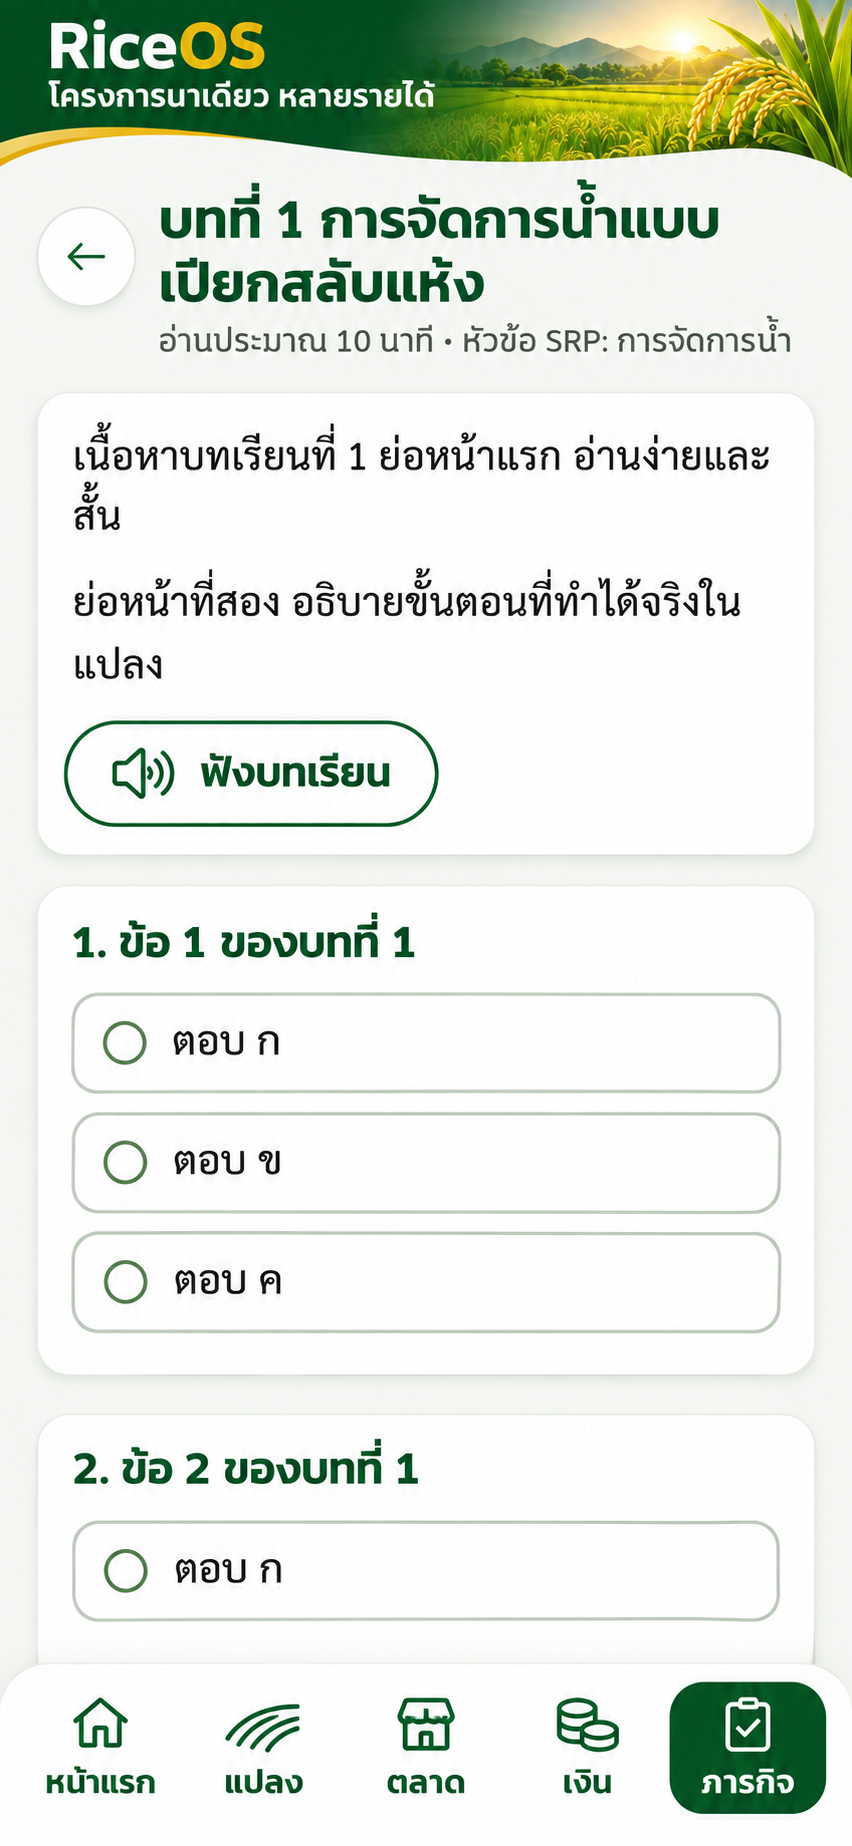 RiceOS
โครงการนาเดียว หลายรายได้
บทที่ 1 การจัดการน้ำแบบ
เปียกสลับแห้ง
อ่านประมาณ 10 นาที • หัวข้อ SRP: การจัดการน้ำ
เนื้อหาบทเรียนที่ 1 ย่อหน้าแรก อ่านง่ายและ
สั้น
ย่อหน้าที่สอง อธิบายขั้นตอนที่ทำได้จริงใน
แปลง
ฟังบทเรียน
1. ข้อ 1 ของบทที่ 1
ตอบ ก
ตอบ ข
ตอบ ค
2. ข้อ 2 ของบทที่ 1
ตอบ ก
หน้าแรก
แปลง
ตลาด
เงิน
ภารกิจ